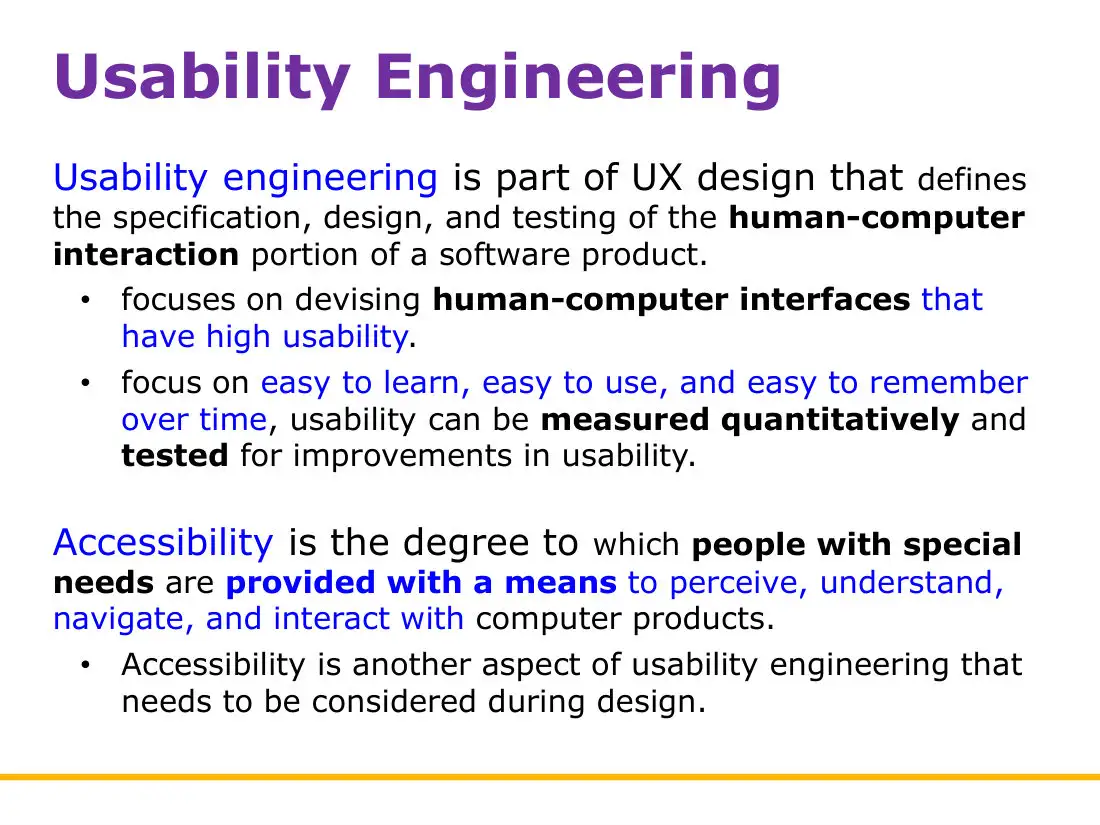 Usability Engineering
Usability engineering is part of UX design that defines
the specification, design, and testing of the human-computer
interaction portion of a software product.
• focuses on devising human-computer interfaces that
have high usability.
• focus on easy to learn, easy to use, and easy to remember
over time, usability can be measured quantitatively and
tested for improvements in usability.
Accessibility is the degree to which people with special
needs are provided with a means to perceive, understand,
navigate, and interact with computer products.
• Accessibility is another aspect of usability engineering that
needs to be considered during design.